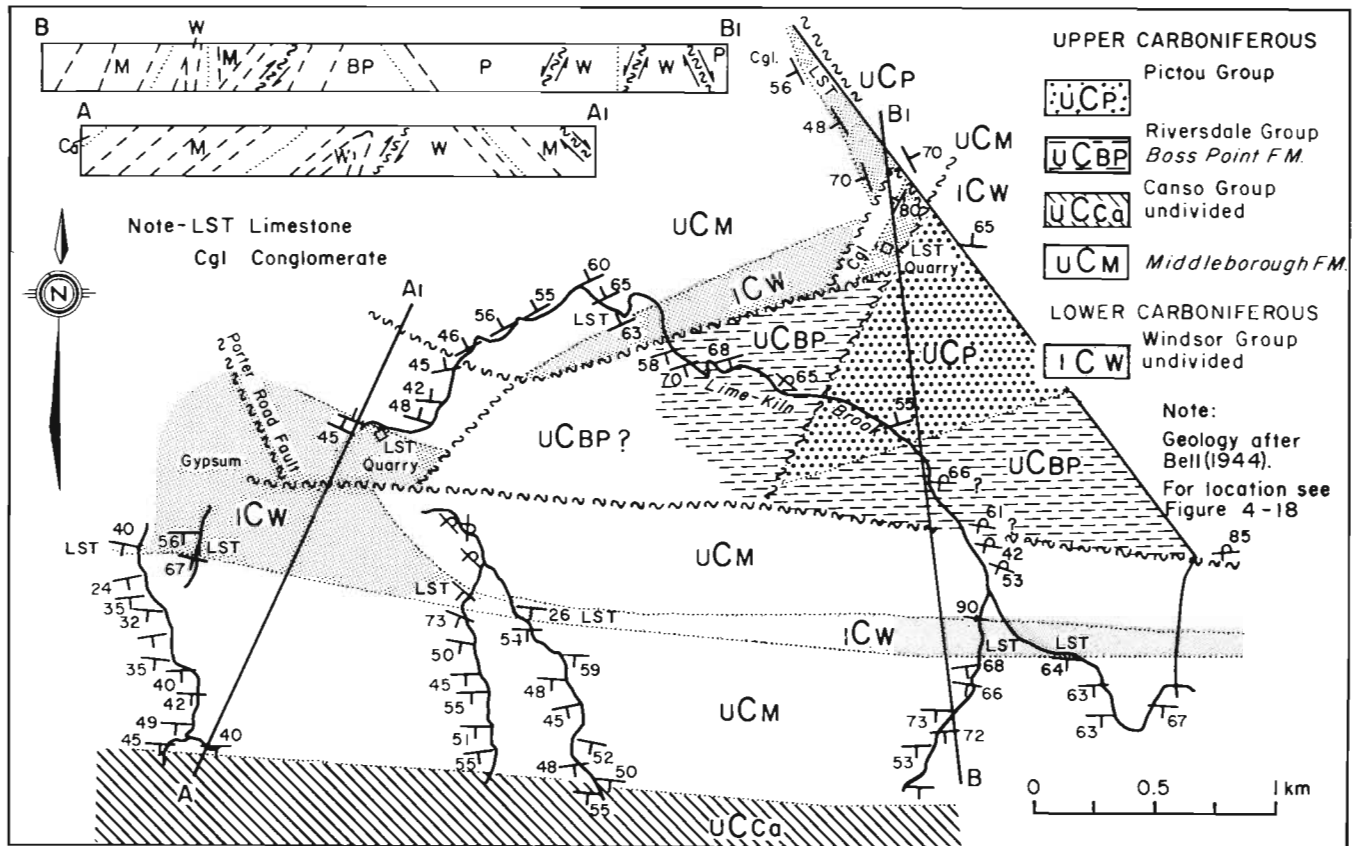 B
W
B1
M
M
BP
P
W
W
P
A
A1
Ca
M
W
W
M
Note-LST Limestone
Cgl Conglomerate
N
UPPER CARBONIFEROUS
uCP
Pictou Group
uCBP
Riversdale Group
Boss Point FM.
uCCa
Canso Group
undivided
uCM
Middleborough FM.
LOWER CARBONIFEROUS
lCW
Windsor Group
undivided
Note:
Geology after
Bell (1944).
For location see
Figure 4-18
0 0.5 1 km
Cgl.
LST
56
48
70
uCP
B1
70
uCM
lCW
80
65
Cgl
LST
Quarry
uCM
60
65
55
56
LST
63
lCW
46
45
42
48
A1
58
70
68
uCBP
65
uCP
Lime-Kiln Brook
55
Porter Road Fault
45
LST
Quarry
Gypsum
lCW
uCBP ?
uCBP
66
?
61
?
42
53
85
40
LST
56
LST
67
24
35
32
35
40
42
49
45
40
A
LST
73
50
45
55
51
55
26 LST
54
59
48
45
52
48
50
55
uCM
lCW
90
LST
LST
68
64
66
63
73
72
63
67
53
B
uCM
uCCa